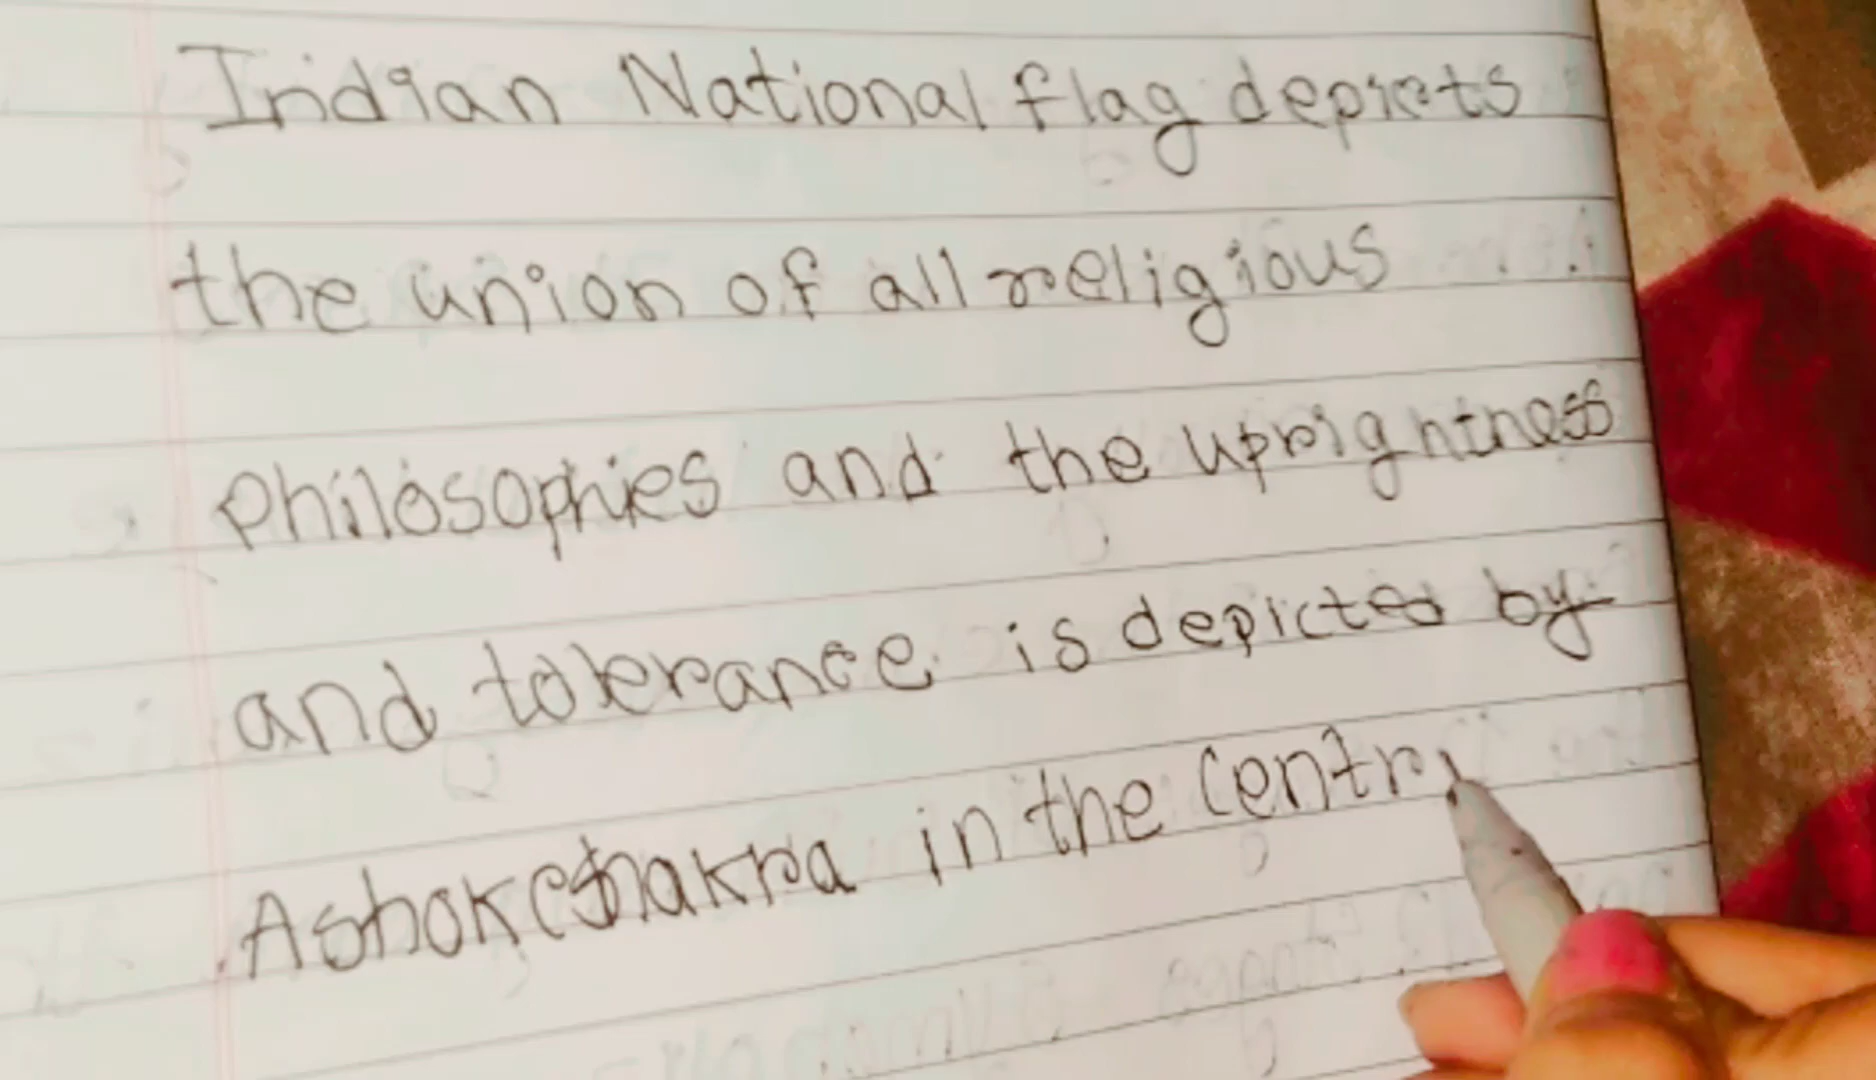 Indian National flag depicts
the union of all religious
Philosophies and the uprightness
and tolerance is depicted by
Ashokchakra in the Centr